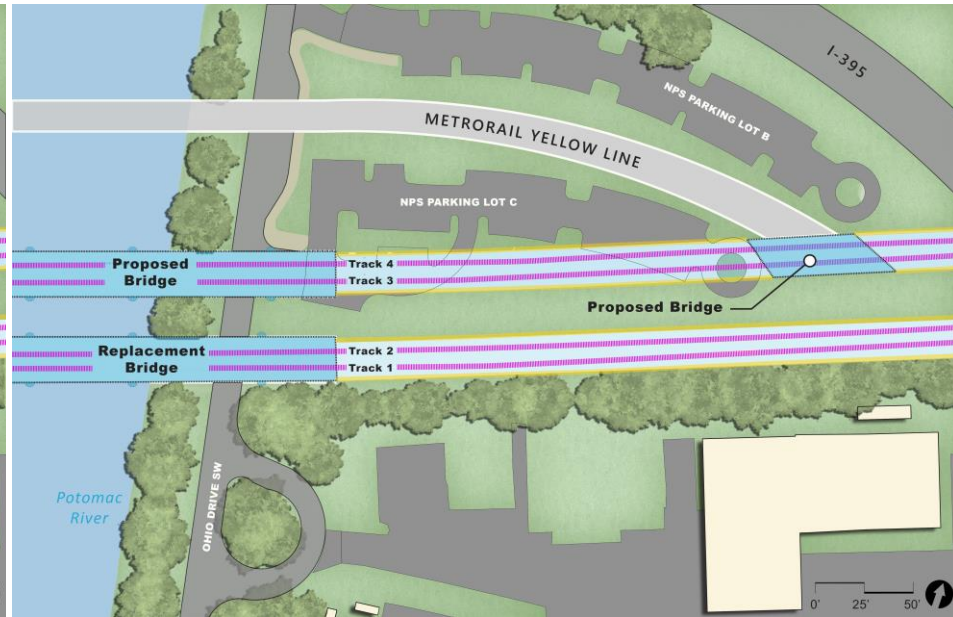 I-395
NPS PARKING LOT B
METRORAIL YELLOW LINE
NPS PARKING LOT C
Proposed
Bridge
Track 4
Track 3
Proposed Bridge
Replacement
Bridge
Track 2
Track 1
Potomac
River
OHIO DRIVE SW
0' 25' 50'